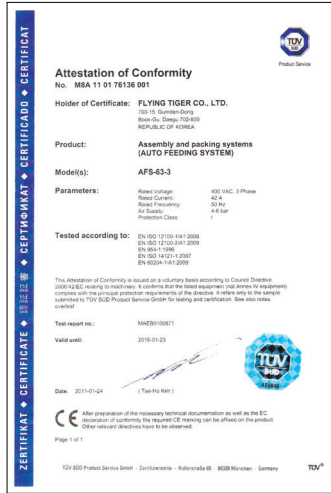 ZERTIFIKAT ◆ CERTIFICATE ◆ 認證證書 ◆ СЕРТИФИКАТ ◆ CERTIFICADO ◆ CERTIFICAT
TÜV
SÜD
Product Service
Attestation of Conformity
No. M8A 11 01 76136 001
Holder of Certificate: FLYING TIGER CO., LTD.
700-15, Gumdan-Dong
Book-Gu, Daegu 702-800
REPUBLIC OF KOREA
Product: Assembly and packing systems
(AUTO FEEDING SYSTEM)
Model(s): AFS-63-3
Parameters: Rated Voltage: 400 VAC, 3 Phase
Rated Current: 42 A
Rated Frequency: 50 Hz
Air Supply: 4-6 bar
Protection Class: I
Tested according to: EN ISO 12100-1/A1:2009
EN ISO 12100-2/A1:2009
EN 954-1:1996
EN ISO 14121-1:2007
EN 60204-1/A1:2009
This Attestation of Conformity is issued on a voluntary basis according to Council Directive
2006/42/EC relating to machinery. It confirms that the listed equipment (not Annex IV equipment)
complies with the principal protection requirements of the directive. It refers only to the sample
submitted to TÜV SÜD Product Service GmbH for testing and certification. See also notes
overleaf.
Test report no.: MAEB0100871
Valid until: 2016-01-23
Date, 2011-01-24 ( Tae-Ho Kim )
TÜV
SÜD
CE After preparation of the necessary technical documentation as well as the EC
declaration of conformity the required CE marking can be affixed on the product.
Other relevant directives have to be observed.
Page 1 of 1
TÜV SÜD Product Service GmbH · Zertifizierstelle · Ridlerstraße 65 · 80339 München · Germany TÜV®